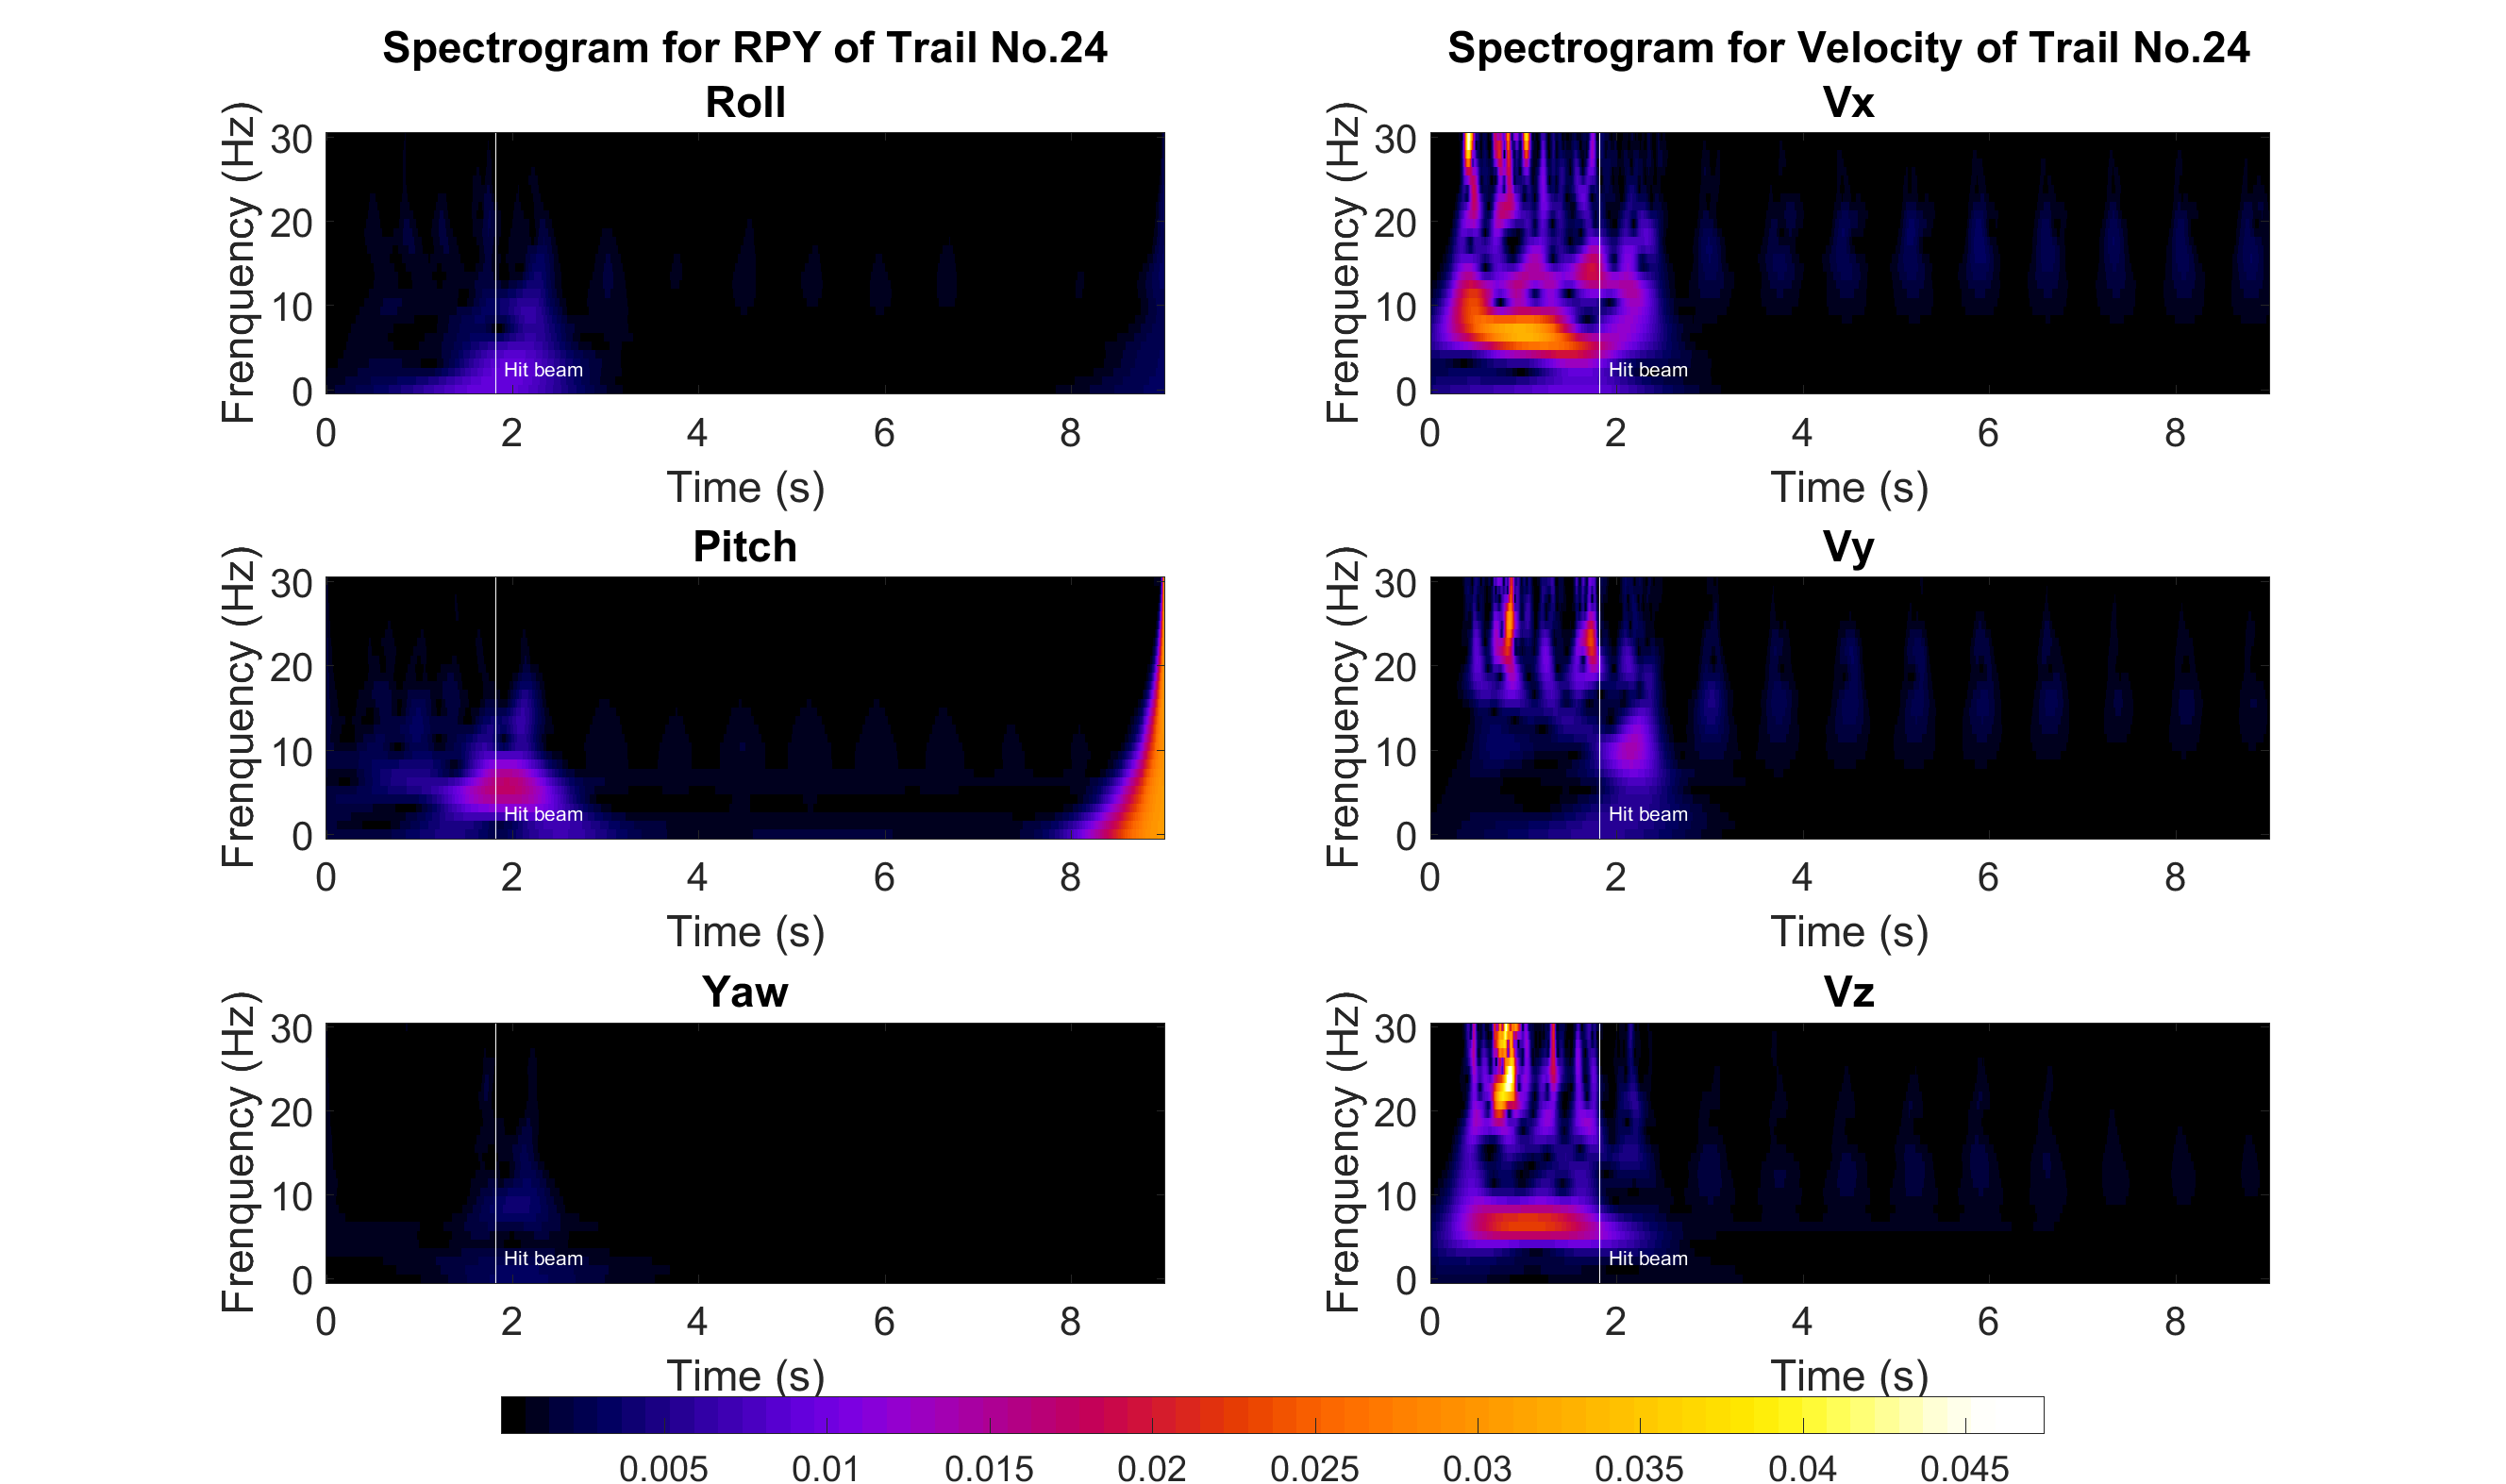 Spectrogram for RPY of Trail No.24
Roll
Frenquency (Hz)
30
20
10
0
Hit beam
0 2 4 6 8
Time (s)
Pitch
Frenquency (Hz)
30
20
10
0
Hit beam
0 2 4 6 8
Time (s)
Yaw
Frenquency (Hz)
30
20
10
0
Hit beam
0 2 4 6 8
Time (s)
Spectrogram for Velocity of Trail No.24
Vx
Frenquency (Hz)
30
20
10
0
Hit beam
0 2 4 6 8
Time (s)
Vy
Frenquency (Hz)
30
20
10
0
Hit beam
0 2 4 6 8
Time (s)
Vz
Frenquency (Hz)
30
20
10
0
Hit beam
0 2 4 6 8
Time (s)
0.005 0.01 0.015 0.02 0.025 0.03 0.035 0.04 0.045